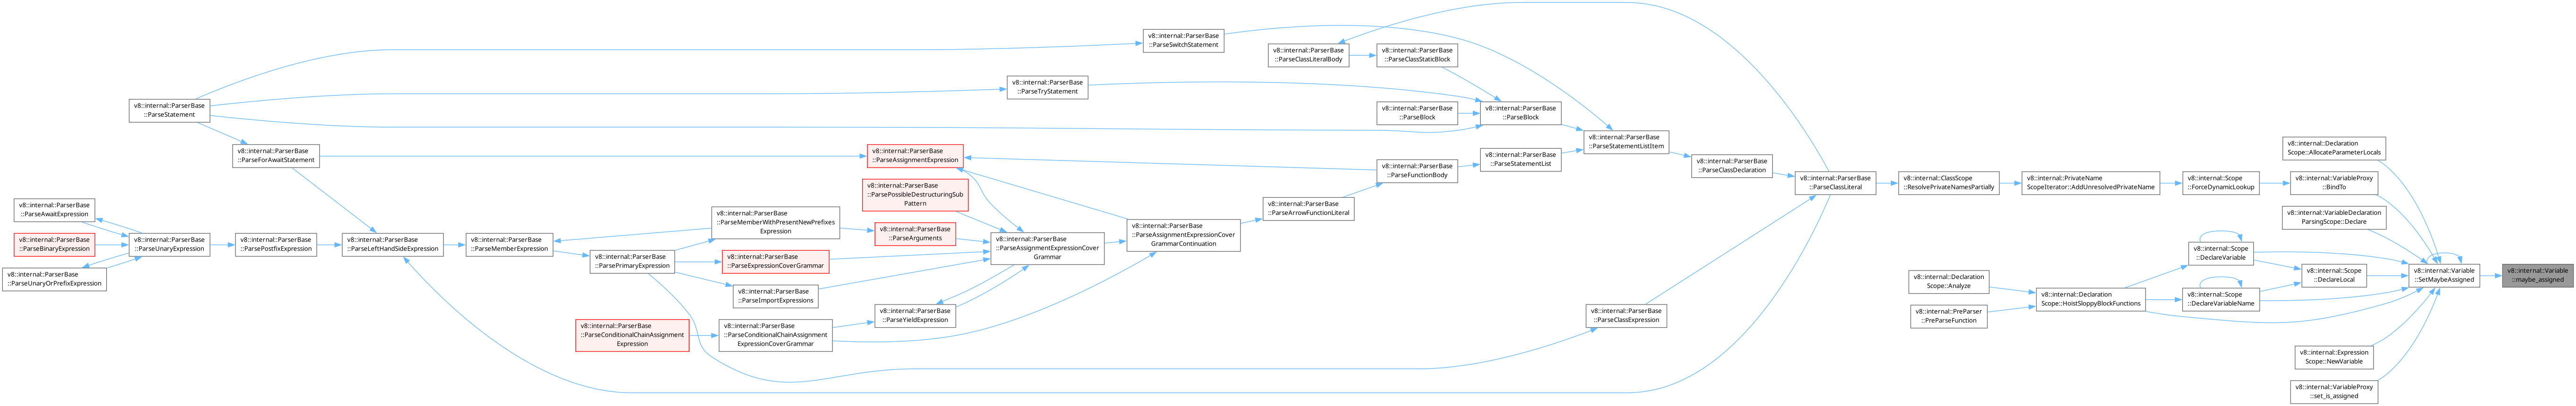 v8::internal::ParserBase
::ParseSwitchStatement
v8::internal::ParserBase
::ParseClassLiteralBody
v8::internal::ParserBase
::ParseClassStaticBlock
v8::internal::ParserBase
::ParseTryStatement
v8::internal::ParserBase
::ParseStatement
v8::internal::ParserBase
::ParseBlock
v8::internal::ParserBase
::ParseBlock
v8::internal::ParserBase
::ParseStatementListItem
v8::internal::Declaration
Scope::AllocateParameterLocals
v8::internal::ParserBase
::ParseForAwaitStatement
v8::internal::ParserBase
::ParseAssignmentExpression
v8::internal::ParserBase
::ParseStatementList
v8::internal::ParserBase
::ParseFunctionBody
v8::internal::ParserBase
::ParseClassDeclaration
v8::internal::ParserBase
::ParseClassLiteral
v8::internal::ClassScope
::ResolvePrivateNamesPartially
v8::internal::PrivateName
ScopeIterator::AddUnresolvedPrivateName
v8::internal::Scope
::ForceDynamicLookup
v8::internal::VariableProxy
::BindTo
v8::internal::ParserBase
::ParsePossibleDestructuringSub
Pattern
v8::internal::ParserBase
::ParseAwaitExpression
v8::internal::ParserBase
::ParseArrowFunctionLiteral
v8::internal::VariableDeclaration
ParsingScope::Declare
v8::internal::ParserBase
::ParseMemberWithPresentNewPrefixes
Expression
v8::internal::ParserBase
::ParseArguments
v8::internal::ParserBase
::ParseAssignmentExpressionCover
GrammarContinuation
v8::internal::ParserBase
::ParseBinaryExpression
v8::internal::ParserBase
::ParseUnaryExpression
v8::internal::ParserBase
::ParsePostfixExpression
v8::internal::ParserBase
::ParseLeftHandSideExpression
v8::internal::ParserBase
::ParseMemberExpression
v8::internal::ParserBase
::ParseAssignmentExpressionCover
Grammar
v8::internal::Scope
::DeclareVariable
v8::internal::ParserBase
::ParsePrimaryExpression
v8::internal::ParserBase
::ParseExpressionCoverGrammar
v8::internal::ParserBase
::ParseUnaryOrPrefixExpression
v8::internal::Declaration
Scope::Analyze
v8::internal::Scope
::DeclareLocal
v8::internal::Variable
::SetMaybeAssigned
v8::internal::Variable
::maybe_assigned
v8::internal::ParserBase
::ParseImportExpressions
v8::internal::Declaration
Scope::HoistSloppyBlockFunctions
v8::internal::Scope
::DeclareVariableName
v8::internal::PreParser
::PreParseFunction
v8::internal::ParserBase
::ParseYieldExpression
v8::internal::ParserBase
::ParseClassExpression
v8::internal::ParserBase
::ParseConditionalChainAssignment
Expression
v8::internal::ParserBase
::ParseConditionalChainAssignment
ExpressionCoverGrammar
v8::internal::Expression
Scope::NewVariable
v8::internal::VariableProxy
::set_is_assigned